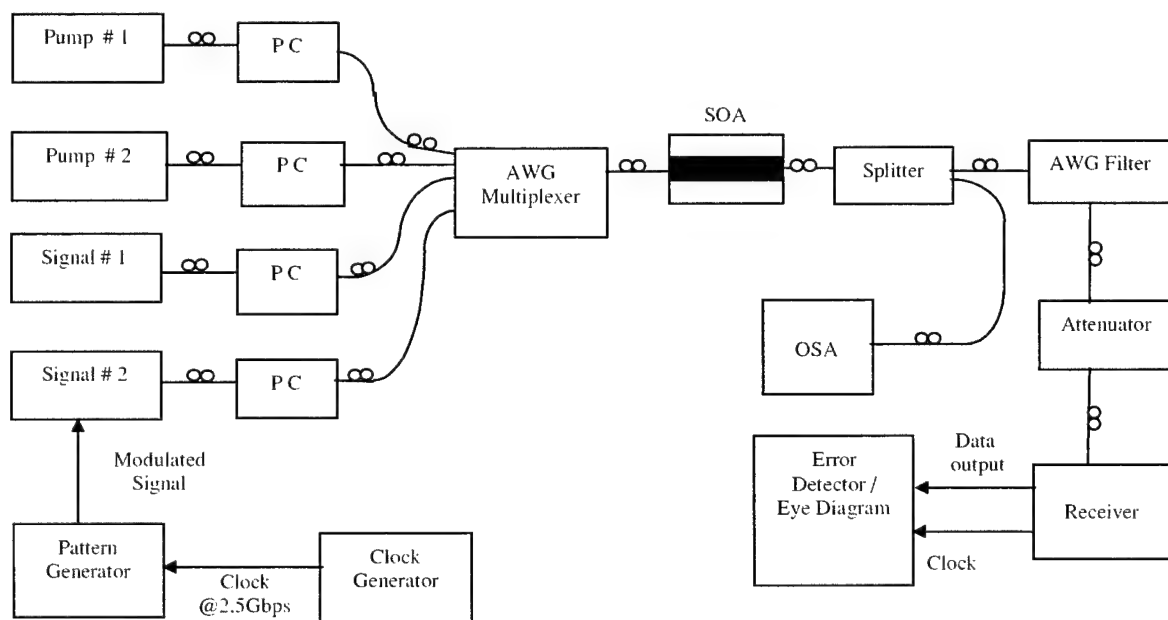 Pump # 1
P C
Pump # 2
P C
Signal # 1
P C
Signal # 2
P C
AWG
Multiplexer
SOA
Splitter
AWG Filter
OSA
Attenuator
Modulated
Signal
Pattern
Generator
Clock
@2.5Gbps
Clock
Generator
Error
Detector /
Eye Diagram
Data
output
Clock
Receiver